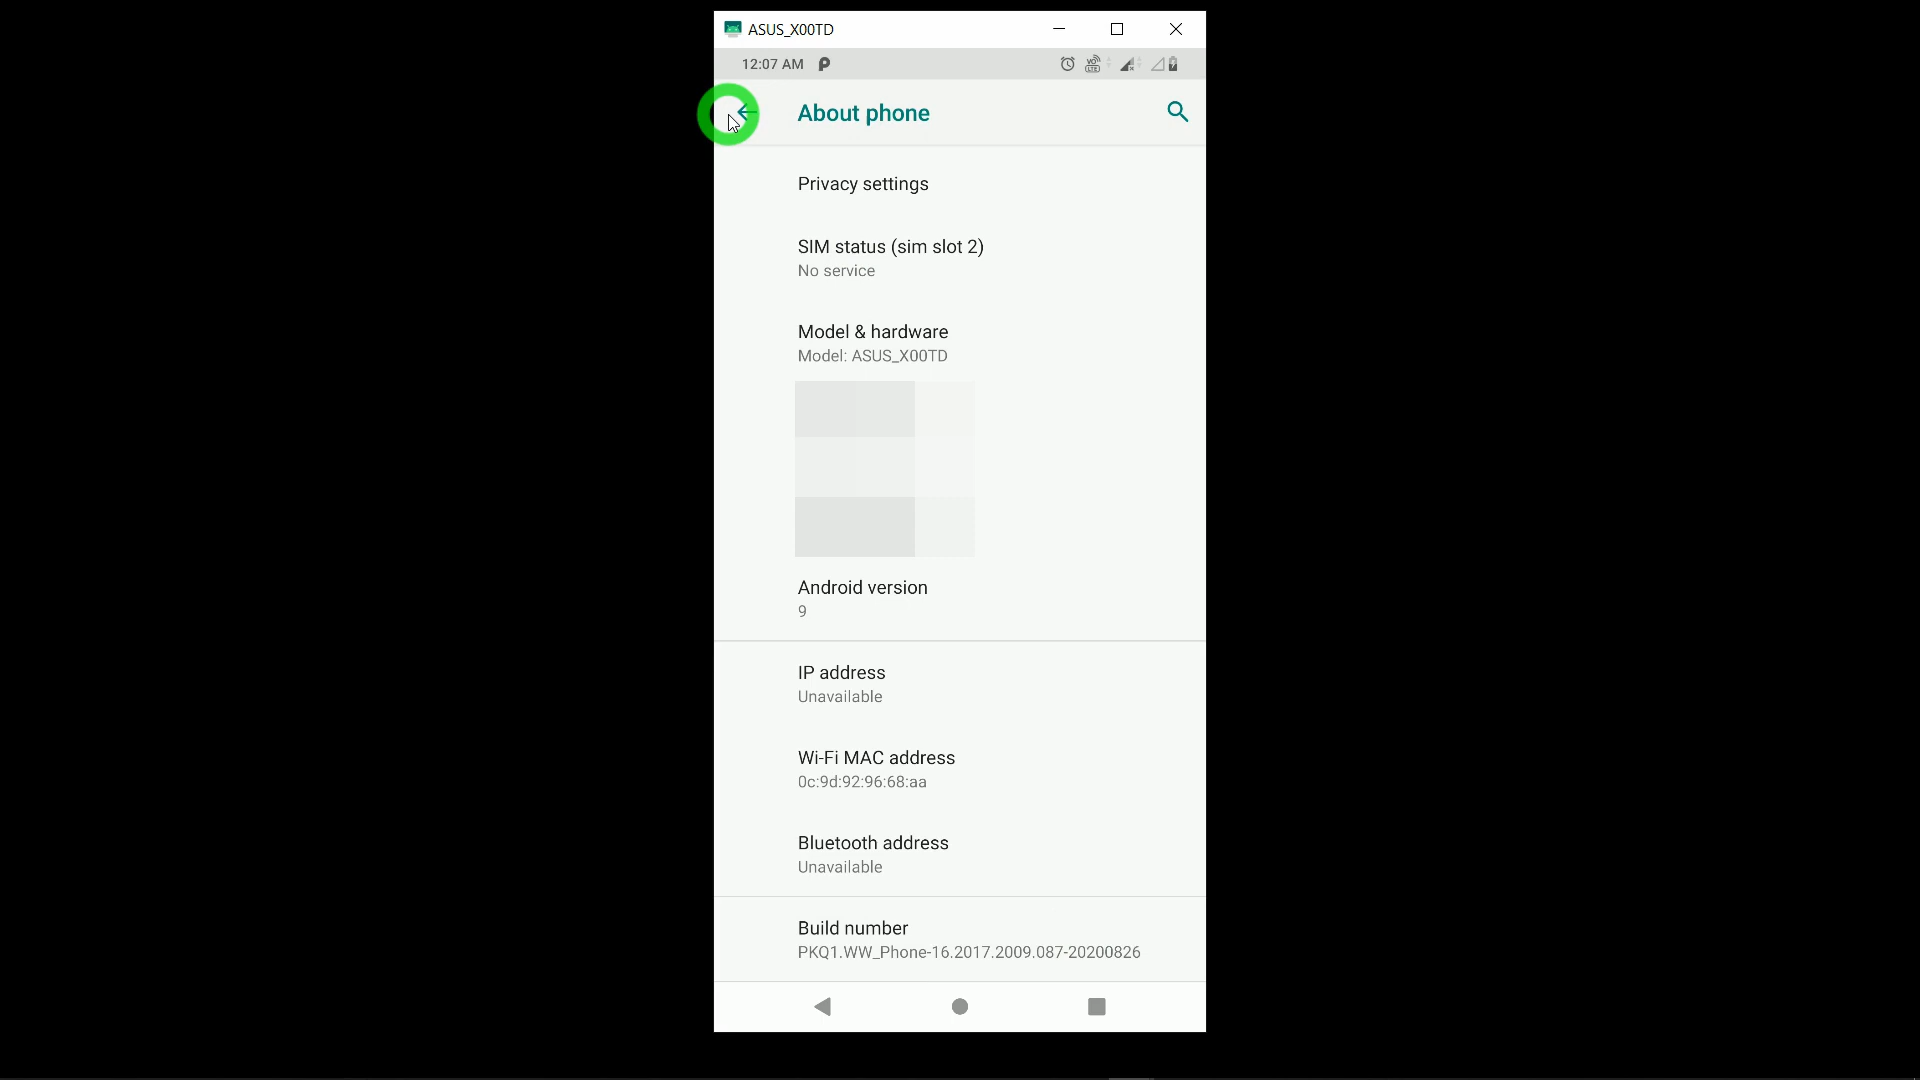 ASUS_X00TD
12:07 AM
About phone
Privacy settings
SIM status (sim slot 2)
No service
Model & hardware
Model: ASUS_X00TD
Android version
9
IP address
Unavailable
Wi-Fi MAC address
0c:9d:92:96:68:aa
Bluetooth address
Unavailable
Build number
PKQ1.WW_Phone-16.2017.2009.087-20200826